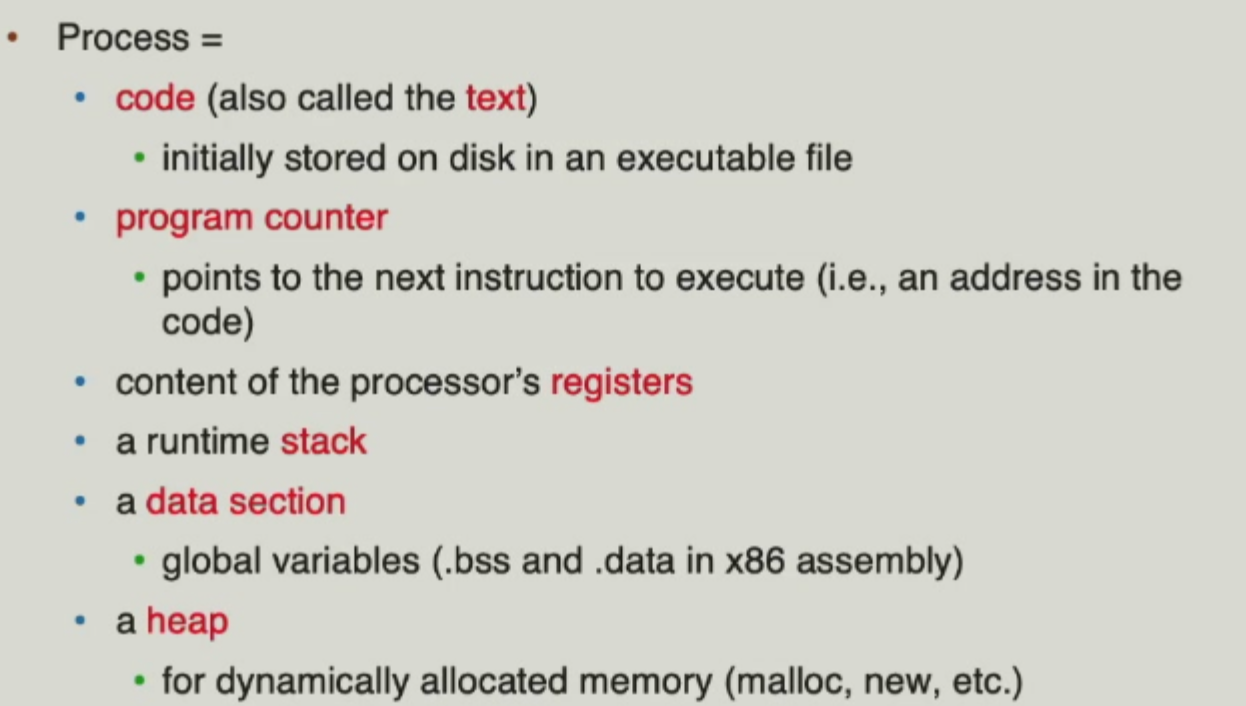 • Process =
• code (also called the text)
• initially stored on disk in an executable file
• program counter
• points to the next instruction to execute (i.e., an address in the
code)
• content of the processor's registers
• a runtime stack
• a data section
• global variables (.bss and .data in x86 assembly)
• a heap
• for dynamically allocated memory (malloc, new, etc.)